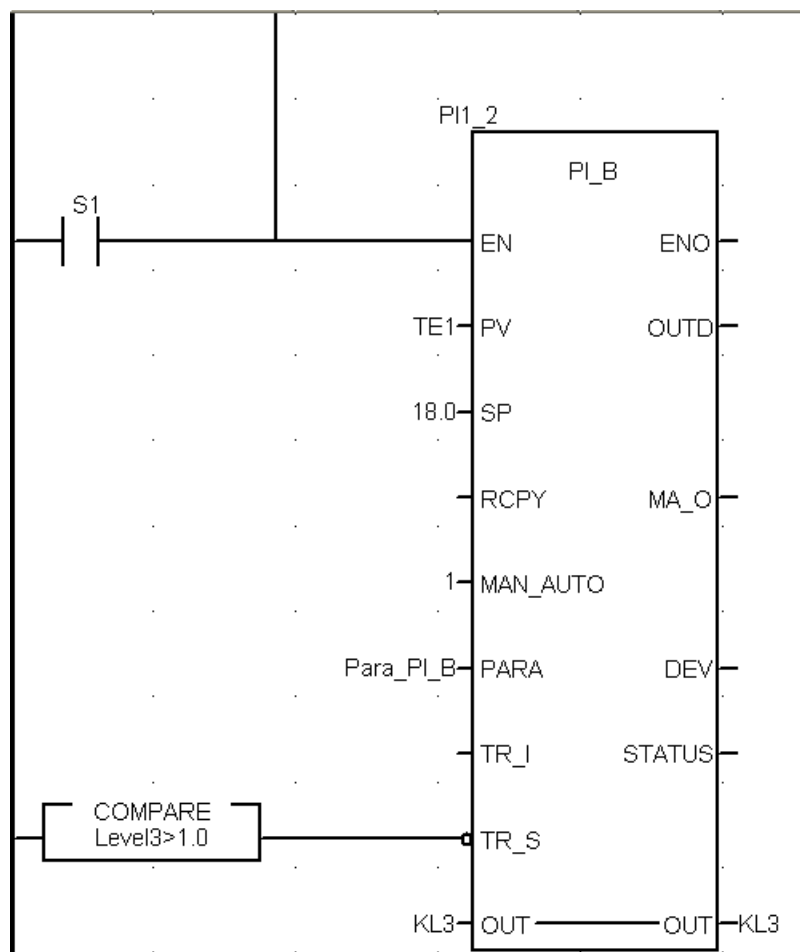 PI1_2
PI_B
S1
EN ENO
TE1 PV OUTD
18.0 SP
RCPY MA_O
1 MAN_AUTO
Para_PI_B PARA DEV
TR_I STATUS
COMPARE
Level3>1.0
TR_S
KL3 OUT OUT KL3